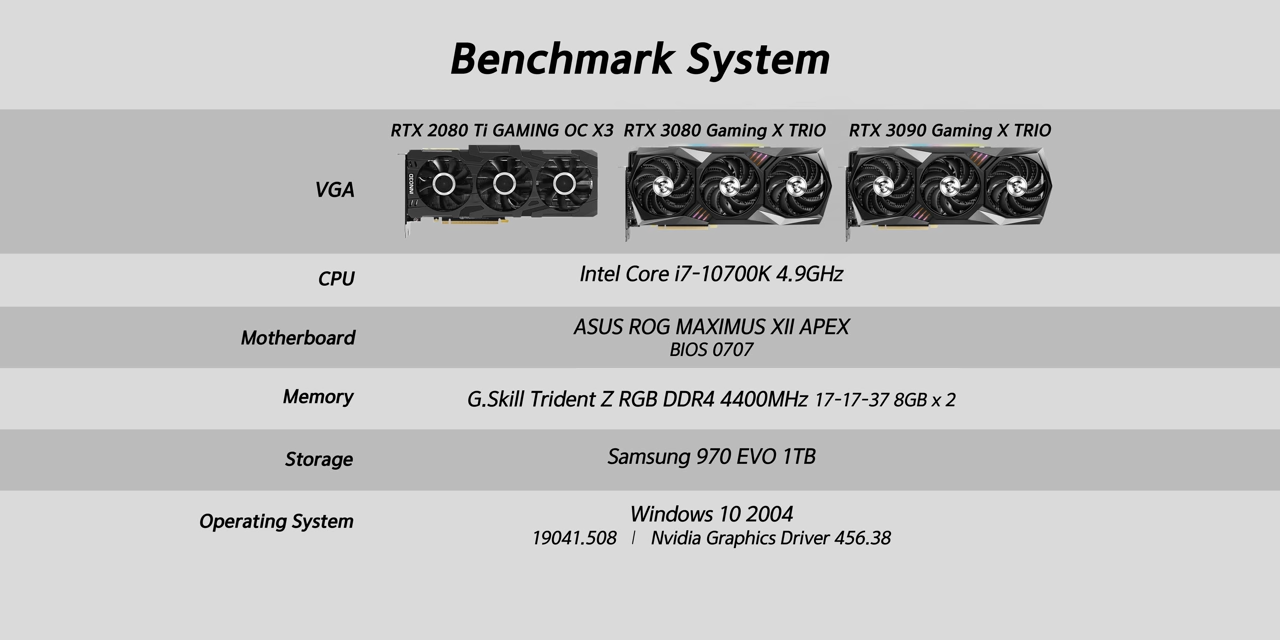 Benchmark System
RTX 2080 Ti GAMING OC X3 RTX 3080 Gaming X TRIO RTX 3090 Gaming X TRIO
VGA
INNO3D
CPU
Intel Core i7-10700K 4.9GHz
Motherboard
ASUS ROG MAXIMUS XII APEX
BIOS 0707
Memory
G.Skill Trident Z RGB DDR4 4400MHz 17-17-37 8GB x 2
Storage
Samsung 970 EVO 1TB
Operating System
Windows 10 2004
19041.508 | Nvidia Graphics Driver 456.38